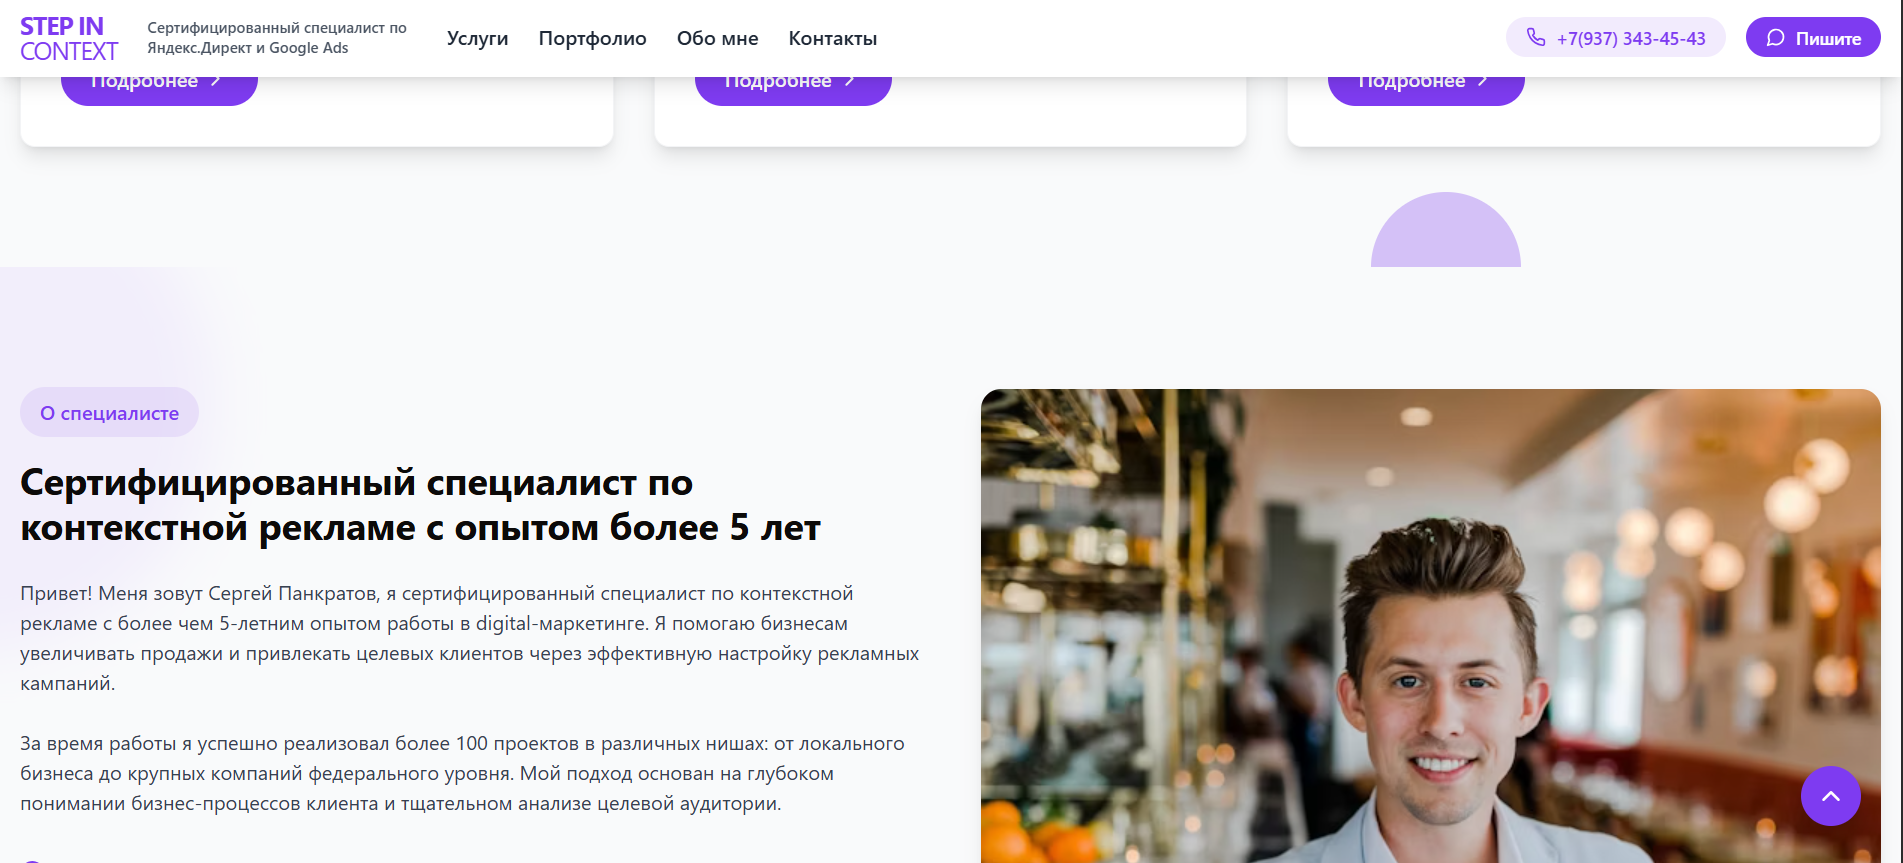 STEP IN
CONTEXT
Сертифицированный специалист по
Яндекс.Директ и Google Ads
Услуги
Портфолио
Обо мне
Контакты
+7(937) 343-45-43
Пишите
Подробнее
Подробнее
Подробнее
О специалисте
Сертифицированный специалист по
контекстной рекламе с опытом более 5 лет
Привет! Меня зовут Сергей Панкратов, я сертифицированный специалист по контекстной
рекламе с более чем 5-летним опытом работы в digital-маркетинге. Я помогаю бизнесам
увеличивать продажи и привлекать целевых клиентов через эффективную настройку рекламных
кампаний.
За время работы я успешно реализовал более 100 проектов в различных нишах: от локального
бизнеса до крупных компаний федерального уровня. Мой подход основан на глубоком
понимании бизнес-процессов клиента и тщательном анализе целевой аудитории.